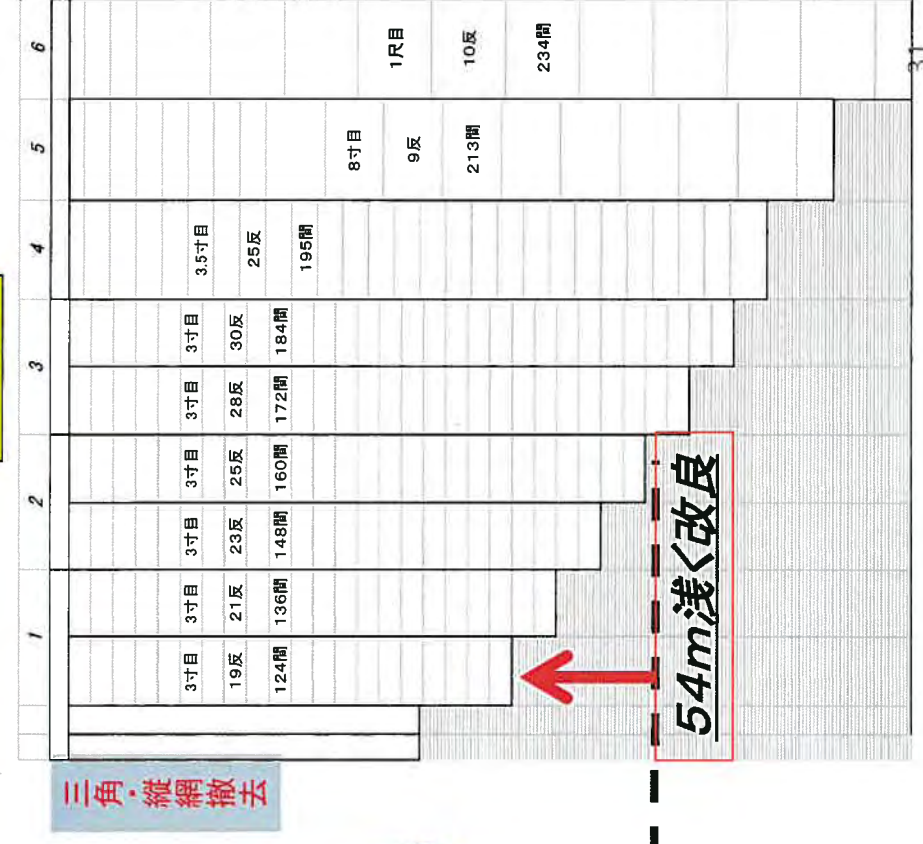 6
5
4
3
2
1
1尺目
10反
234間
8寸目
9反
213間
3.5寸目
25反
195間
3寸目
30反
184間
3寸目
28反
172間
3寸目
25反
160間
3寸目
23反
148間
3寸目
21反
136間
3寸目
19反
124間
54m浅く改良
三角・縦網撤去
31